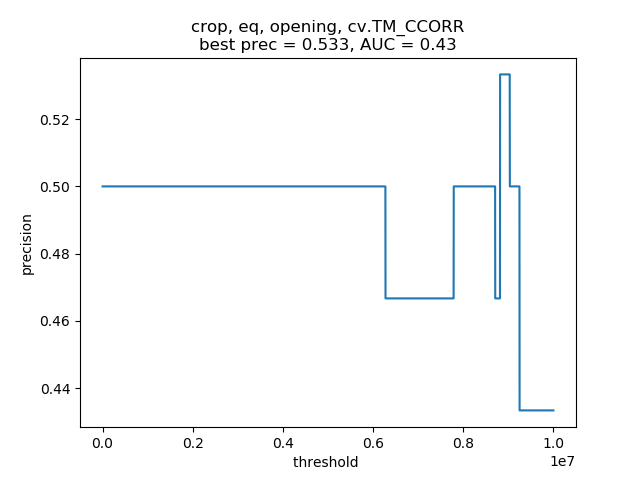 crop, eq, opening, cv.TM_CCORR
best prec = 0.533, AUC = 0.43
precision
0.52
0.50
0.48
0.46
0.44
0.0 0.2 0.4 0.6 0.8 1.0
1e7
threshold